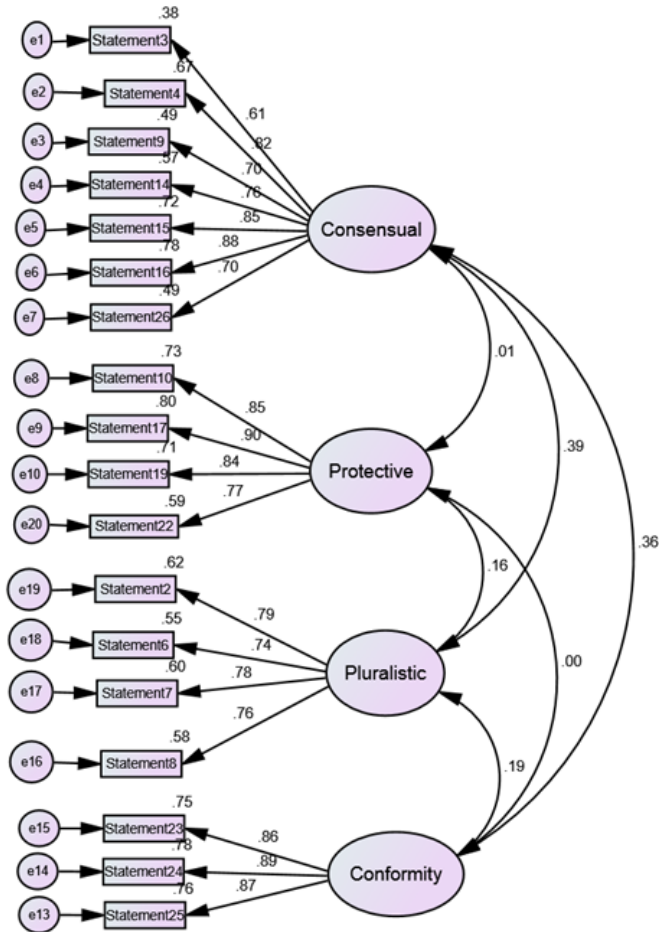 .38
e1 Statement3
.67
e2 Statement4
.61
.49
.82
e3 Statement9
.57
.70
e4 Statement14
.76
.72
.85
e5 Statement15
Consensual
.78
.88
e6 Statement16
.70
.49
e7 Statement26
.01
.73
e8 Statement10
.80
.85
e9 Statement17
.90
.71
.39
e10 Statement19
.84
Protective
.77
.59
e20 Statement22
.36
.62
.16
e19 Statement2
.79
.55
e18 Statement6
.74
.60
.00
e17 Statement7
.78
Pluralistic
.76
.58
e16 Statement8
.19
.75
e15 Statement23
.86
.78
.89
e14 Statement24
Conformity
.76
.87
e13 Statement25